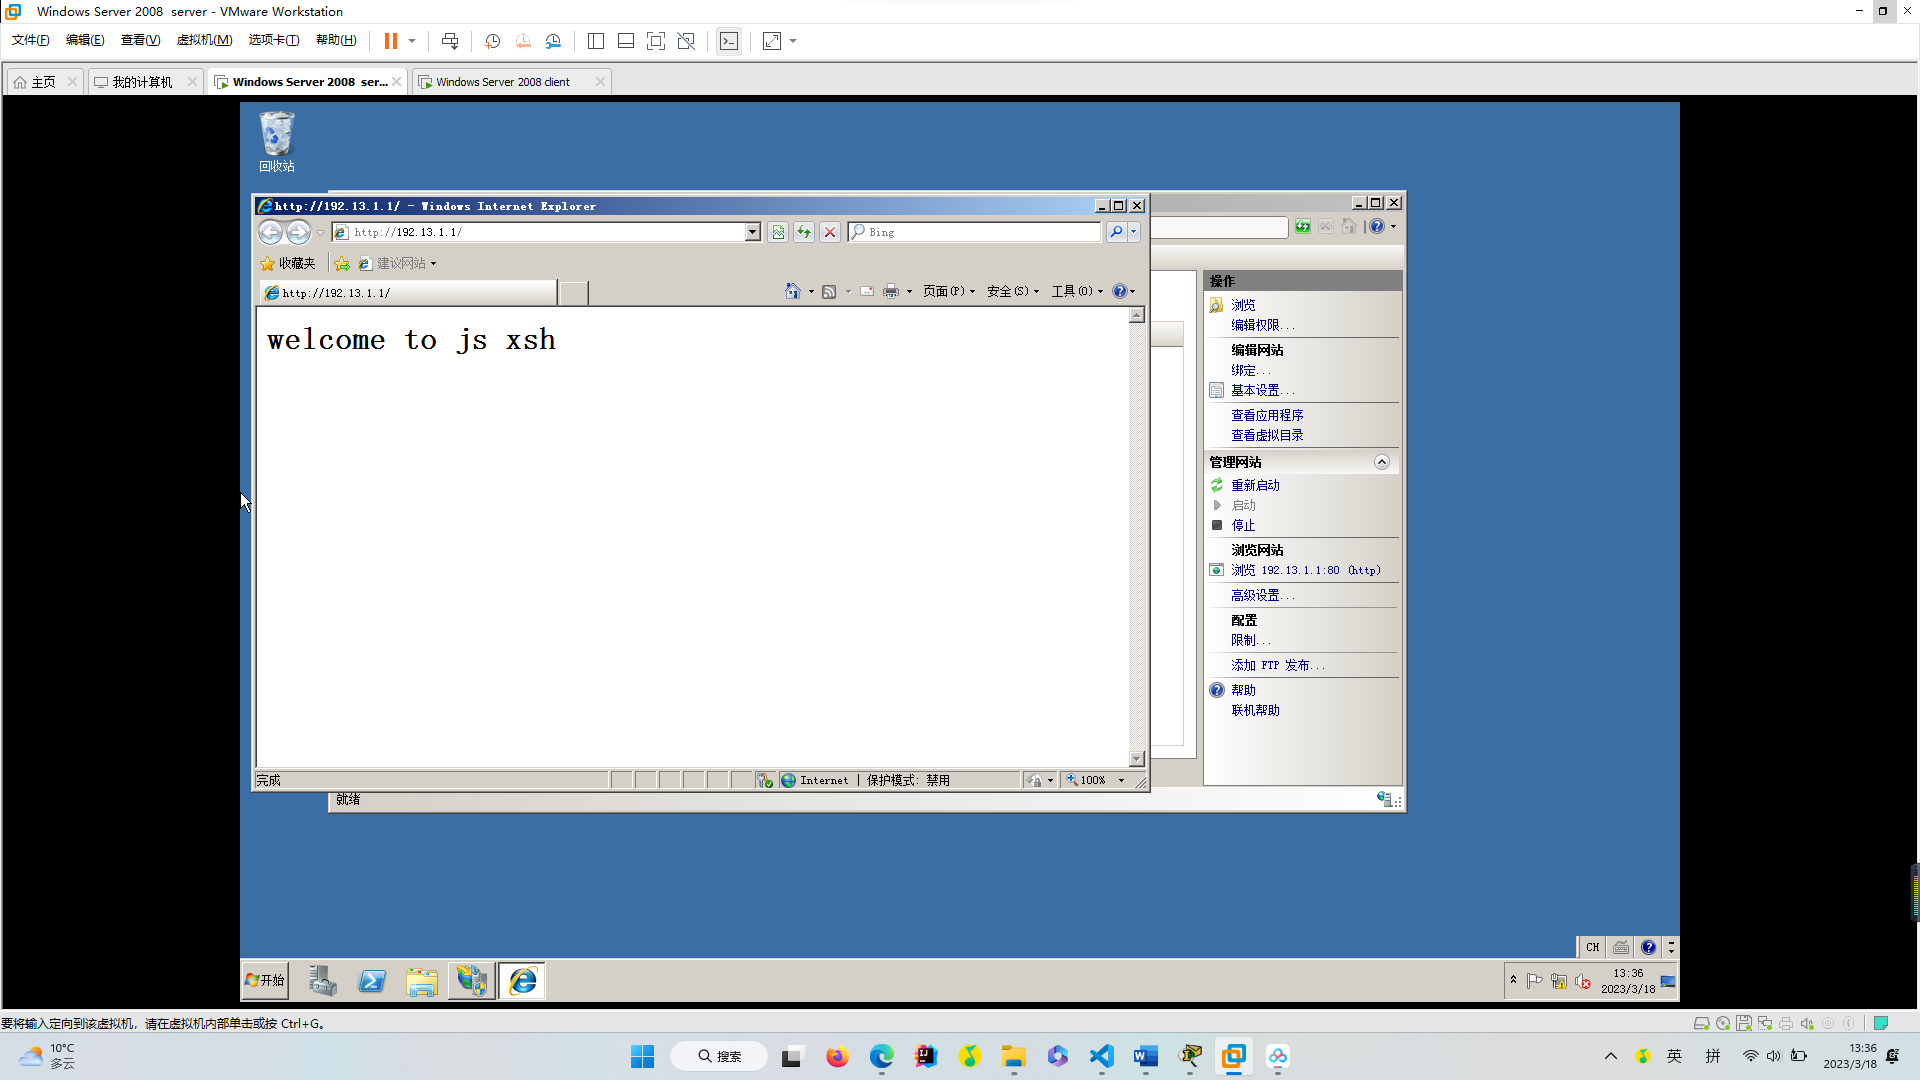 Windows Server 2008  server - VMware Workstation
文件(F) 编辑(E) 查看(V) 虚拟机(M) 选项卡(T) 帮助(H)
主页 我的计算机 Windows Server 2008  ser... Windows Server 2008 client
回收站
http://192.13.1.1/ - Windows Internet Explorer
http://192.13.1.1/ Bing
收藏夹 建议网站
http://192.13.1.1/ 页面(P) 安全(S) 工具(O)
welcome to js xsh
操作
浏览
编辑权限...
编辑网站
绑定...
基本设置...
查看应用程序
查看虚拟目录
管理网站
重新启动
启动
停止
浏览网站
浏览 192.13.1.1:80 (http)
高级设置...
配置
限制...
添加 FTP 发布...
帮助
联机帮助
完成 Internet | 保护模式: 禁用 100%
就绪
CH
开始 13:36
2023/3/18
要将输入定向到该虚拟机，请在虚拟机内部单击或按 Ctrl+G。
10°C
多云
搜索
英 拼 13:36
2023/3/18